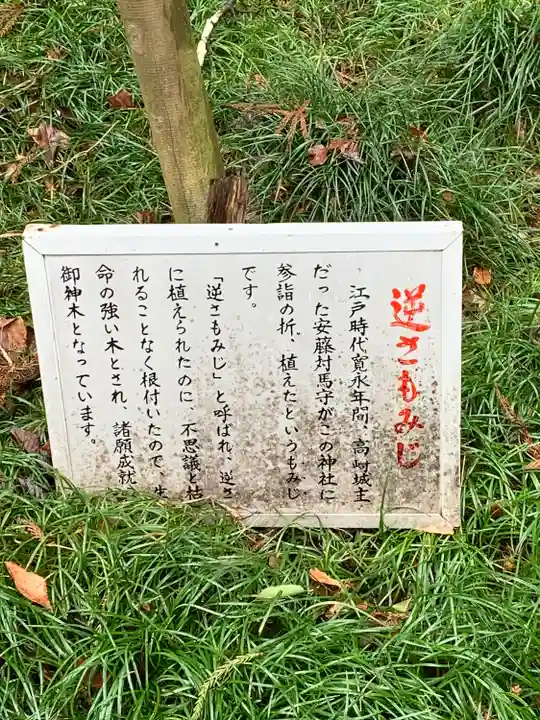 逆さもみじ
江戸時代寛永年間、高崎城主
だった安藤対馬守がこの神社に
参詣の折、植えたというもみじ
です。
「逆さもみじ」と呼ばれ、逆さ
に植えられたのに、不思議と枯
れることなく根付いたので、生
命の強い木とされ、諸願成就
御神木となっています。